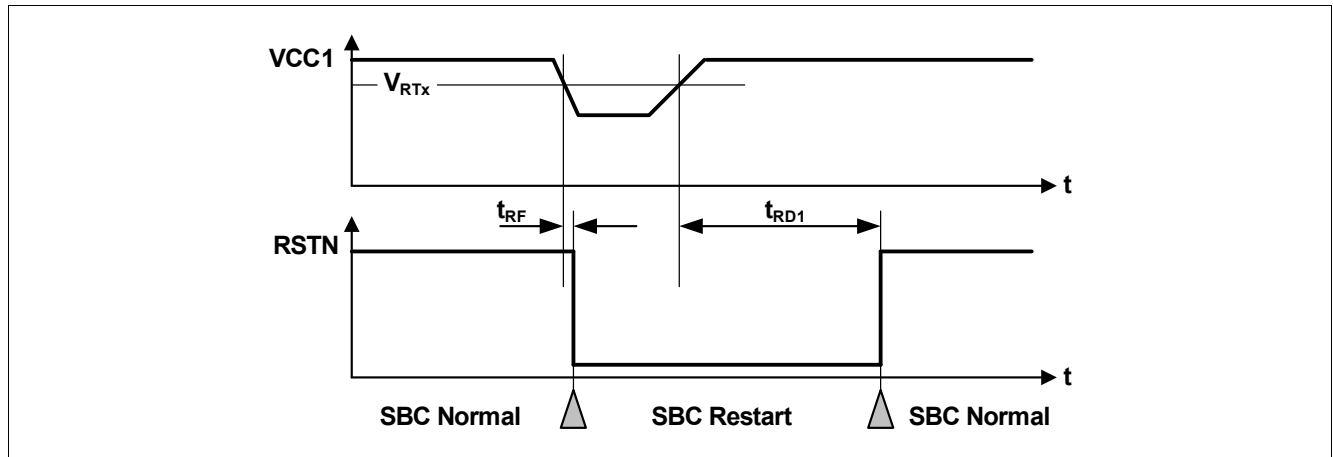 VCC1
VRTx
t
tRF
tRD1
RSTN
t
SBC Normal
SBC Restart
SBC Normal